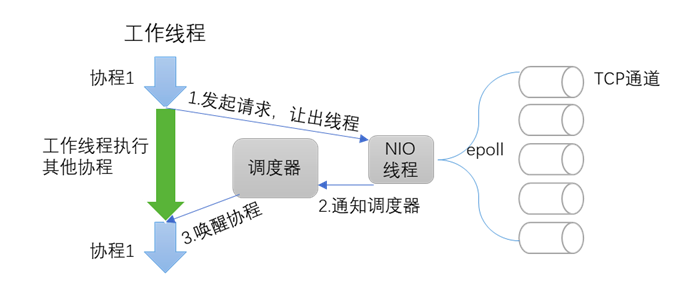 工作线程
协程1
1.发起请求，让出线程
TCP通道
工作线程执行
其他协程
调度器
NIO
线程
epoll
2.通知调度器
3.唤醒协程
协程1